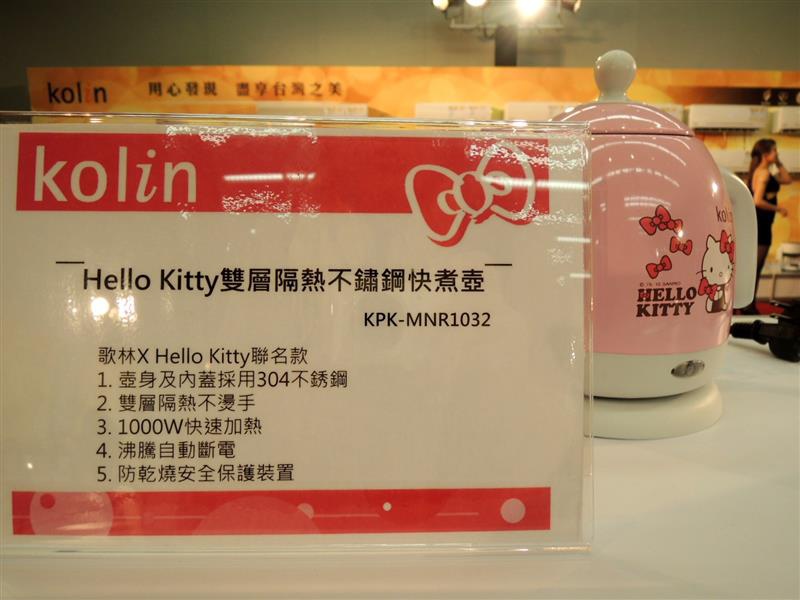 kolin 用心發現 盡享台灣之美
kolin
Hello Kitty雙層隔熱不鏽鋼快煮壺
KPK-MNR1032
歌林X Hello Kitty聯名款
1. 壺身及內蓋採用304不銹鋼
2. 雙層隔熱不燙手
3. 1000W快速加熱
4. 沸騰自動斷電
5. 防乾燒安全保護裝置
HELLO
KITTY